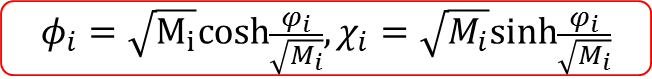 ϕᵢ = √Mᵢ cosh φᵢ/√Mᵢ, χᵢ = √Mᵢ sinh φᵢ/√Mᵢ